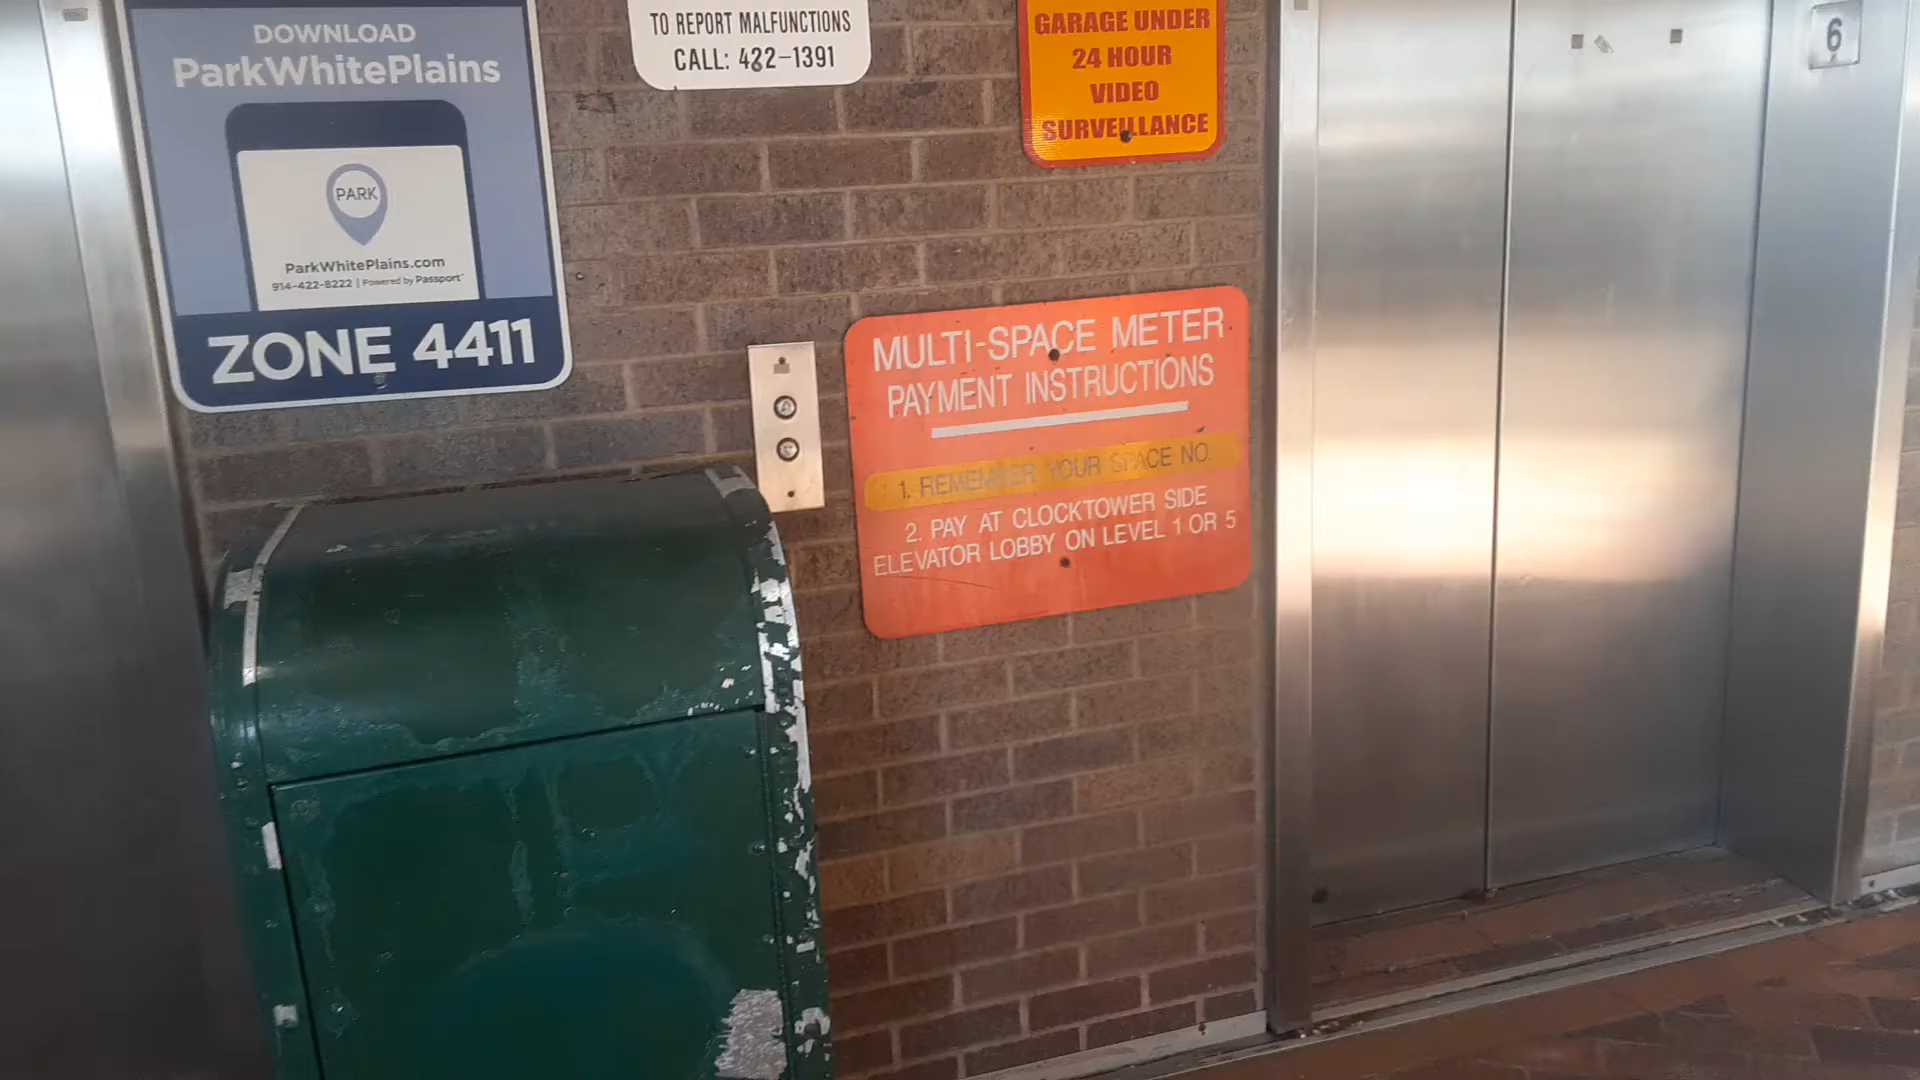 DOWNLOAD
ParkWhitePlains
PARK
ParkWhitePlains.com
914-422-8222 | Powered by Passport
ZONE 4411
TO REPORT MALFUNCTIONS
CALL: 422-1391
GARAGE UNDER
24 HOUR
VIDEO
SURVEILLANCE
MULTI-SPACE METER
PAYMENT INSTRUCTIONS
1. REMEMBER YOUR SPACE NO.
2. PAY AT CLOCKTOWER SIDE
ELEVATOR LOBBY ON LEVEL 1 OR 5
6